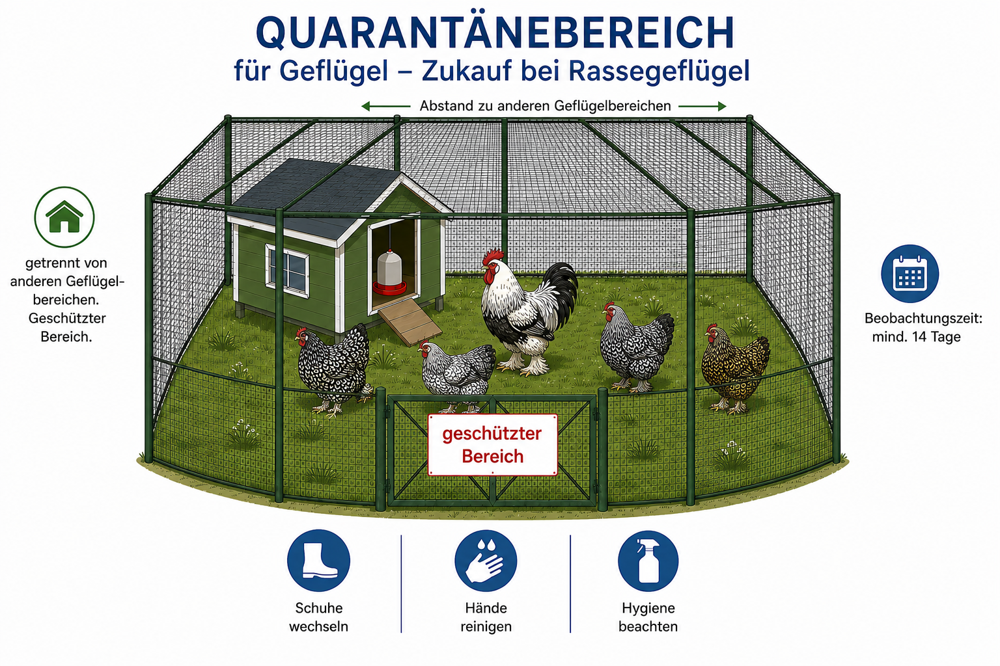 QUARANTÄNEBEREICH
für Geflügel – Zukauf bei Rassegeflügel
Abstand zu anderen Geflügelbereichen
getrennt von
anderen Geflügel-
bereichen.
Geschützter
Bereich.
Beobachtungszeit:
mind. 14 Tage
geschützter
Bereich
Schuhe
wechseln
Hände
reinigen
Hygiene
beachten